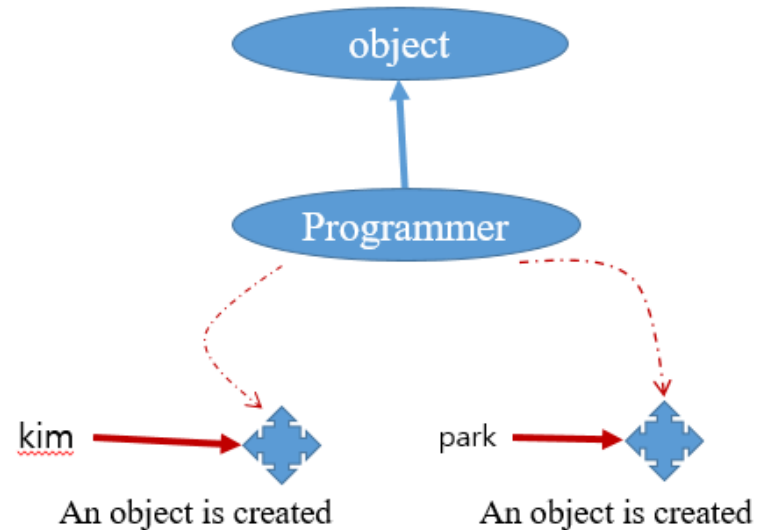 object
Programmer
kim
park
An object is created
An object is created